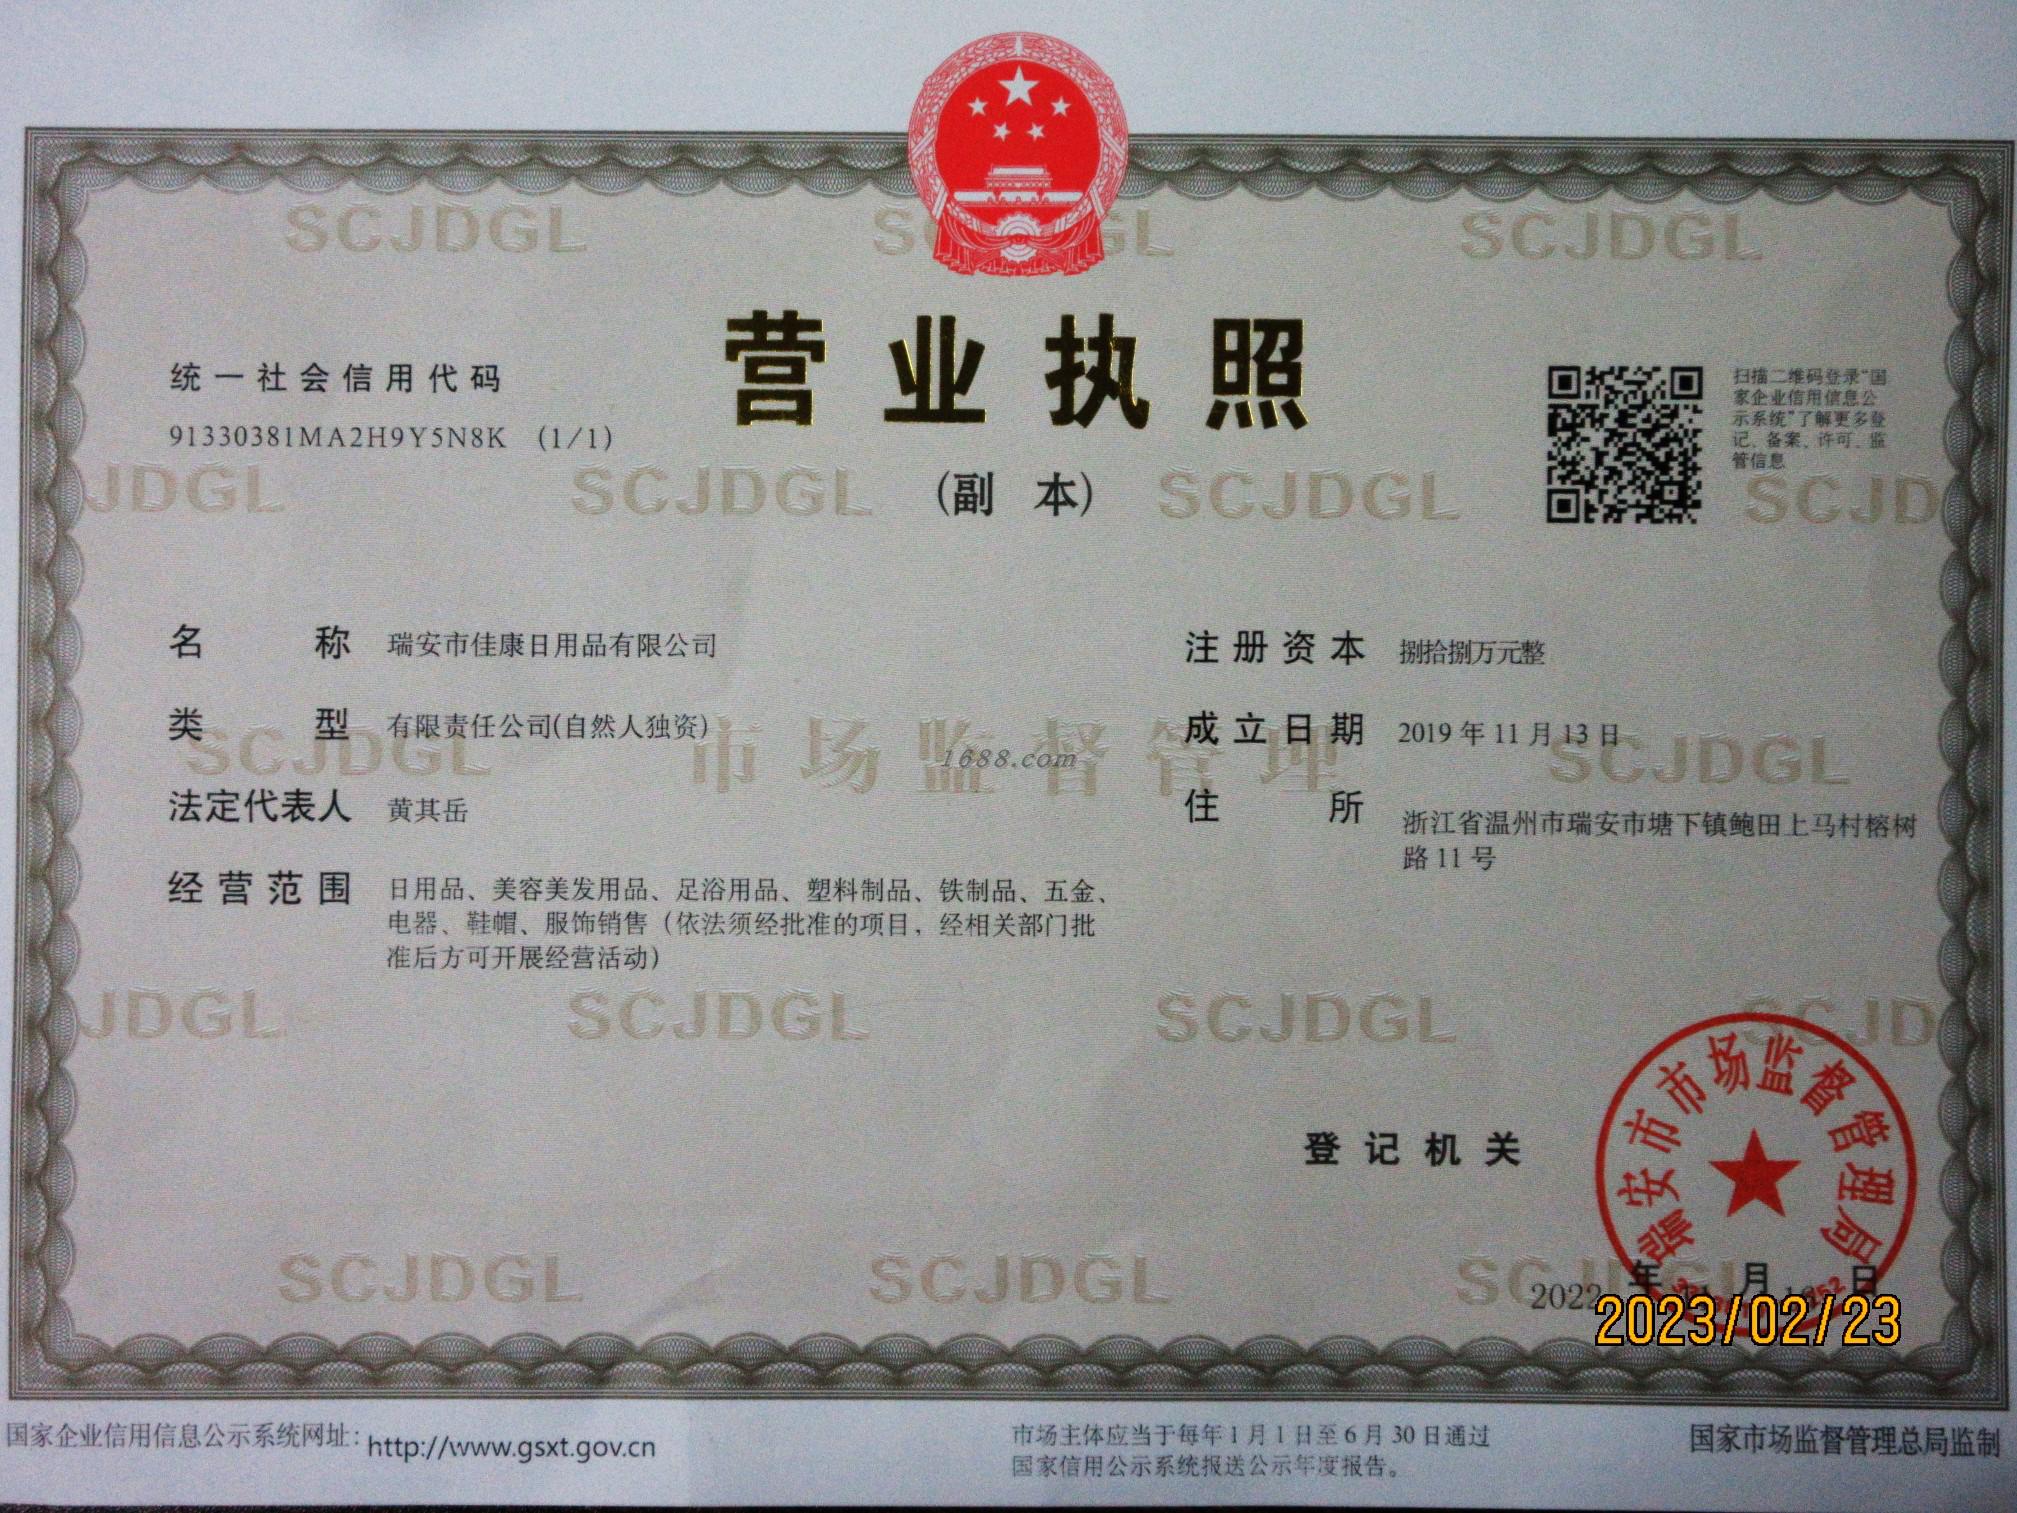 SCJDGL
营业执照
(副 本)
统一社会信用代码
91330381MA2H9Y5N8K (1/1)
扫描二维码登录“国
家企业信用信息公
示系统”了解更多登
记、备案、许可、监
管信息
名 称 瑞安市佳康日用品有限公司
类 型 有限责任公司(自然人独资)
法定代表人 黄其岳
经营范围 日用品、美容美发用品、足浴用品、塑料制品、铁制品、五金、
电器、鞋帽、服饰销售（依法须经批准的项目，经相关部门批
准后方可开展经营活动）
注册资本 捌拾捌万元整
成立日期 2019 年 11 月 13 日
住 所 浙江省温州市瑞安市塘下镇鲍田上马村榕树
路 11 号
市场监督管理
1688.com
登记机关
瑞安市市场监督管理局
2022 年 月 日
2023/02/23
国家企业信用信息公示系统网址: http://www.gsxt.gov.cn
市场主体应当于每年 1 月 1 日至 6 月 30 日通过
国家信用公示系统报送公示年度报告。
国家市场监督管理总局监制